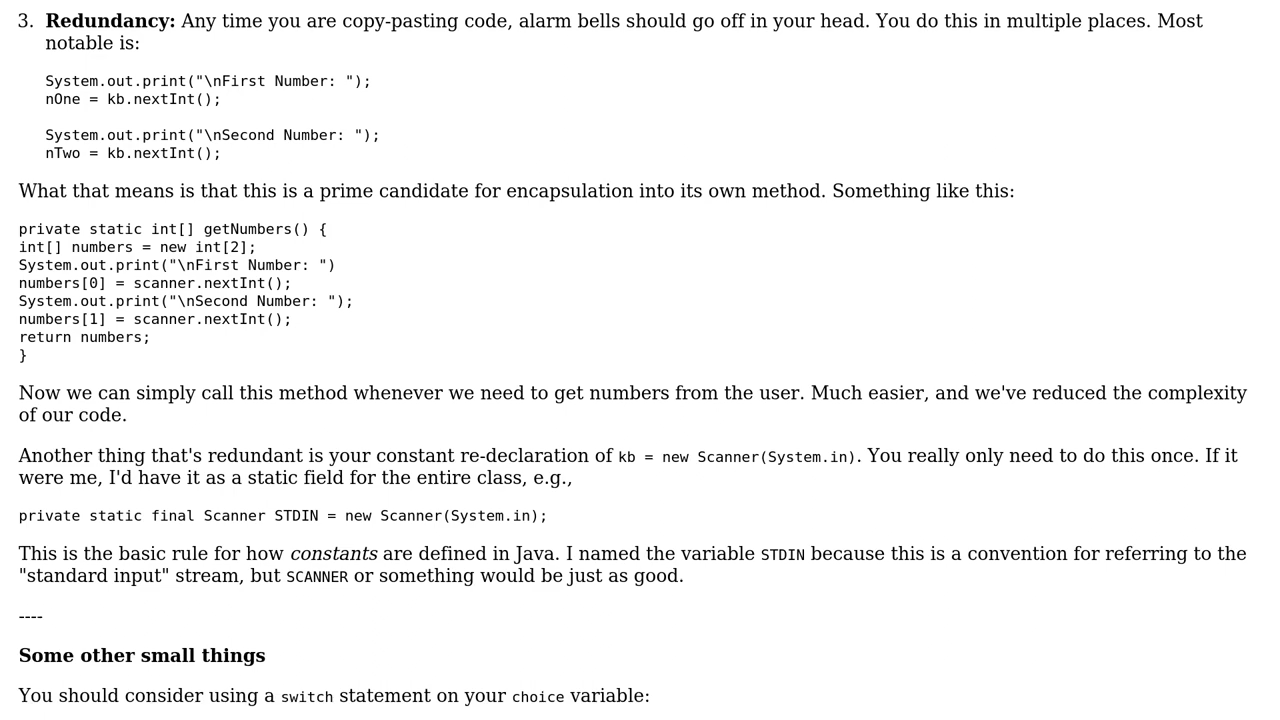 3. Redundancy: Any time you are copy-pasting code, alarm bells should go off in your head. You do this in multiple places. Most
notable is:
System.out.print("\nFirst Number: ");
nOne = kb.nextInt();
System.out.print("\nSecond Number: ");
nTwo = kb.nextInt();
What that means is that this is a prime candidate for encapsulation into its own method. Something like this:
private static int[] getNumbers() {
int[] numbers = new int[2];
System.out.print("\nFirst Number: ")
numbers[0] = scanner.nextInt();
System.out.print("\nSecond Number: ");
numbers[1] = scanner.nextInt();
return numbers;
}
Now we can simply call this method whenever we need to get numbers from the user. Much easier, and we've reduced the complexity
of our code.
Another thing that's redundant is your constant re-declaration of kb = new Scanner(System.in). You really only need to do this once. If it
were me, I'd have it as a static field for the entire class, e.g.,
private static final Scanner STDIN = new Scanner(System.in);
This is the basic rule for how constants are defined in Java. I named the variable STDIN because this is a convention for referring to the
"standard input" stream, but SCANNER or something would be just as good.
----
Some other small things
You should consider using a switch statement on your choice variable: